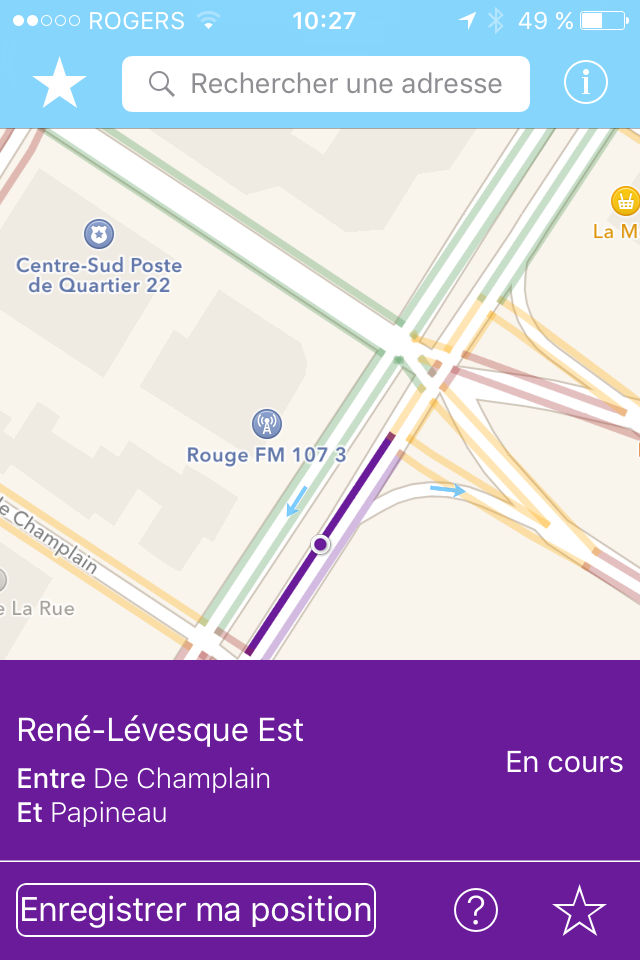 ROGERS 10:27 49 %
Rechercher une adresse
La M
Centre-Sud Poste
de Quartier 22
Rouge FM 107 3
e Champlain
e La Rue
René-Lévesque Est
Entre De Champlain
Et Papineau
En cours
Enregistrer ma position
?